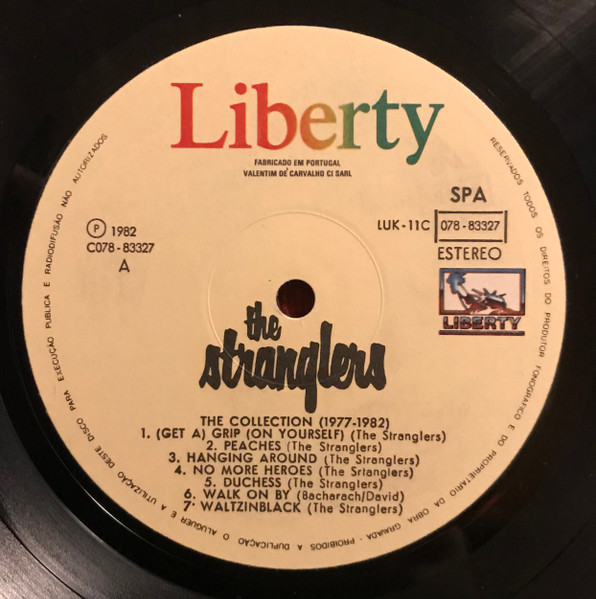 Liberty
FABRICADO EM PORTUGAL
VALENTIM DE CARVALHO CI SARL
SPA
Ⓟ 1982
LUK-11C 078-83327
C078-83327
ESTEREO
A
LIBERTY
the
stranglers
THE COLLECTION (1977-1982)
1. (GET A) GRIP (ON YOURSELF) (The Stranglers)
2. PEACHES (The Stranglers)
3. HANGING AROUND (The Stranglers)
4. NO MORE HEROES (The Srtanglers)
5. DUCHESS (The Stranglers)
6. WALK ON BY (Bacharach/David)
7. WALTZINBLACK (The Stranglers)
RESERVADOS TODOS OS DIREITOS DO PRODUTOR FONOGRÁFICO E DO PROPRIETARIO DA OBRA GRAVADA - PROIBIDOS A DUPLICAÇÃO O ALUGUER E A UTILIZAÇÃO DESTE DISCO PARA EXECUÇÃO PUBLICA E RADIODIFUSÃO NÃO AUTORIZADOS